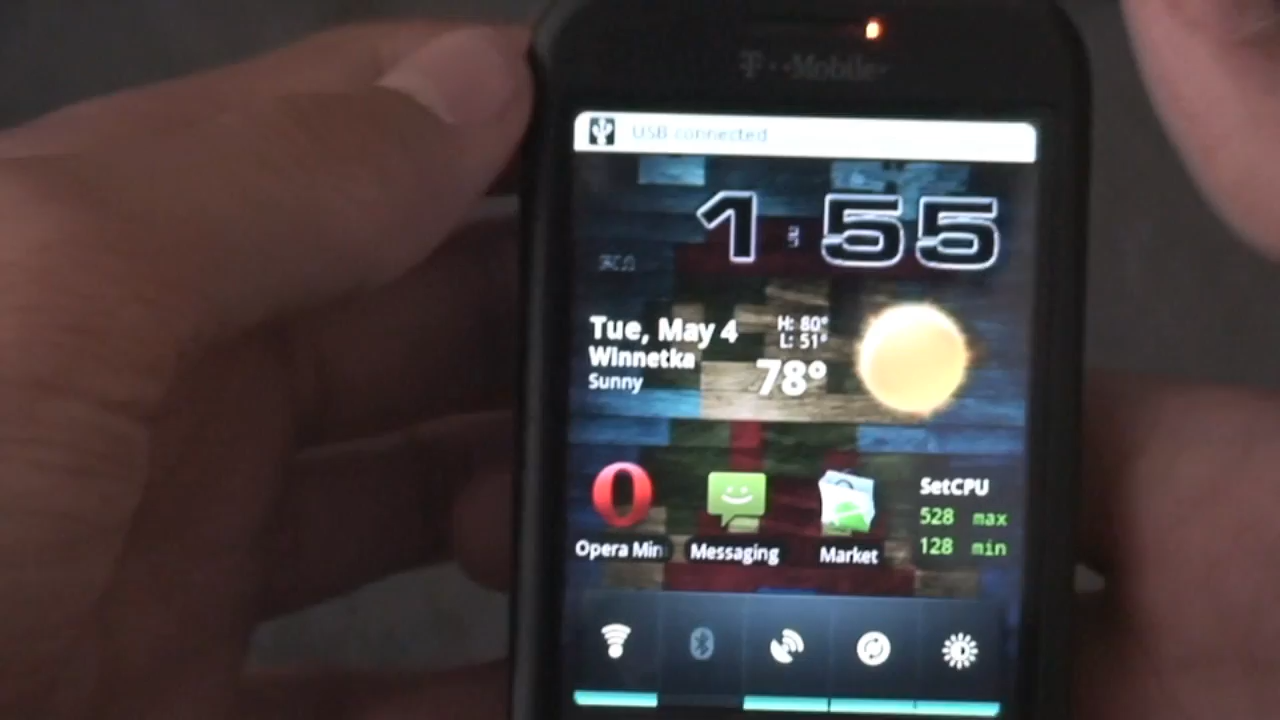 T··Mobile·
USB connected
1:55
Tue, May 4
H: 80°
L: 51°
Winnetka
78°
Sunny
Opera Min
Messaging
Market
SetCPU
528 max
128 min